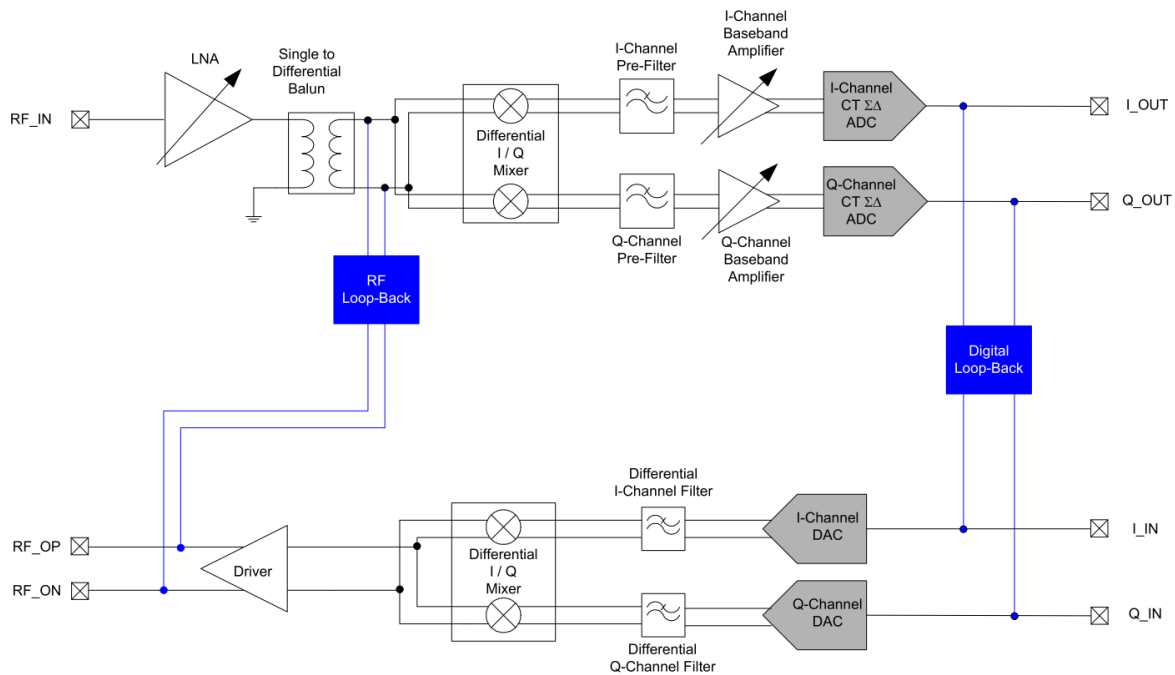 LNA
Single to
Differential
Balun
RF_IN
Differential
I / Q
Mixer
I-Channel
Pre-Filter
I-Channel
Baseband
Amplifier
I-Channel
CT ΣΔ
ADC
I_OUT
Q-Channel
Pre-Filter
Q-Channel
Baseband
Amplifier
Q-Channel
CT ΣΔ
ADC
Q_OUT
RF
Loop-Back
Digital
Loop-Back
RF_OP
RF_ON
Driver
Differential
I / Q
Mixer
Differential
I-Channel Filter
I-Channel
DAC
I_IN
Differential
Q-Channel Filter
Q-Channel
DAC
Q_IN